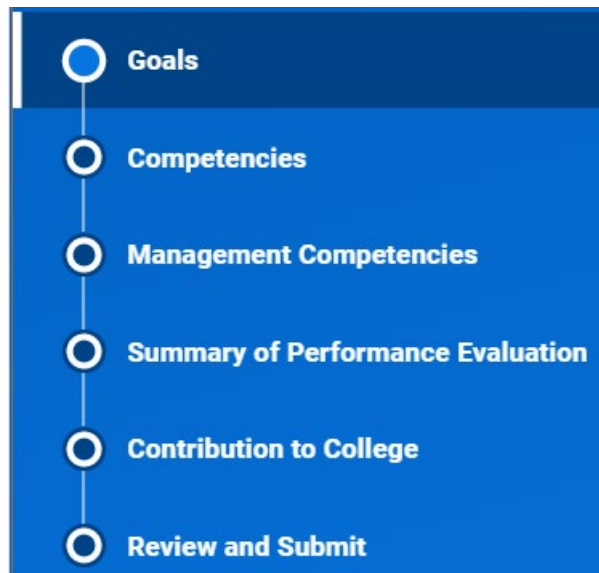 Goals
Competencies
Management Competencies
Summary of Performance Evaluation
Contribution to College
Review and Submit